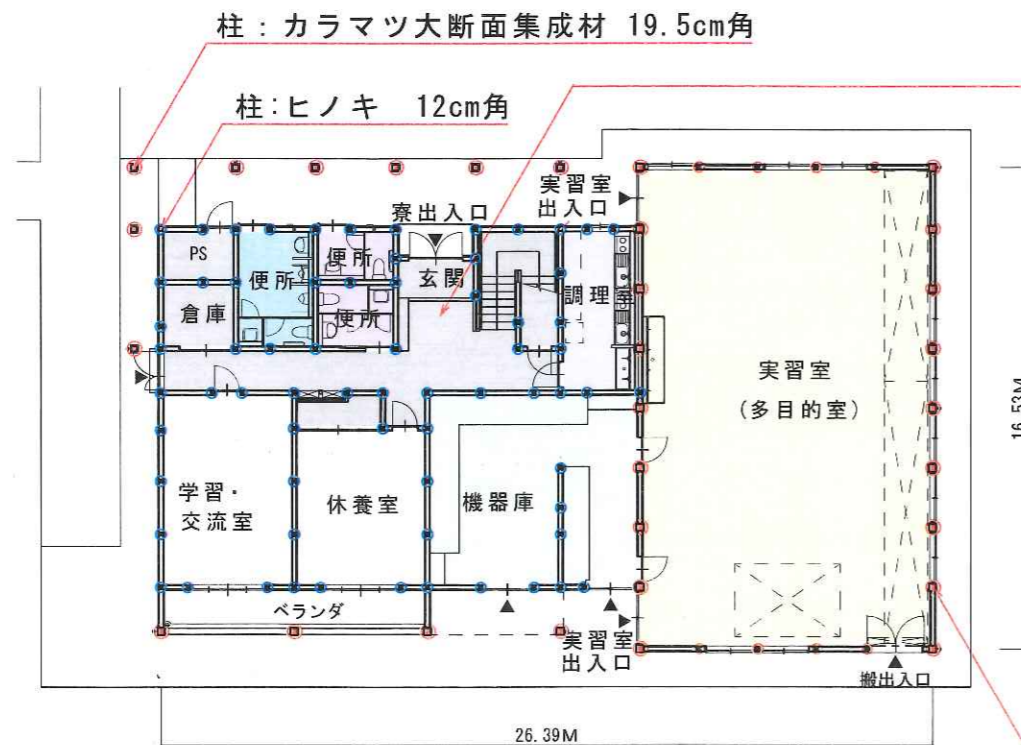 柱：カラマツ大断面集成材 19.5cm角
柱：ヒノキ 12cm角
寮出入口
実習室
出入口
PS
便所
便所
玄関
調理室
倉庫
便所
実習室
(多目的室)
16.53M
学習・
交流室
休養室
機器庫
ベランダ
実習室
出入口
搬出入口
26.39M